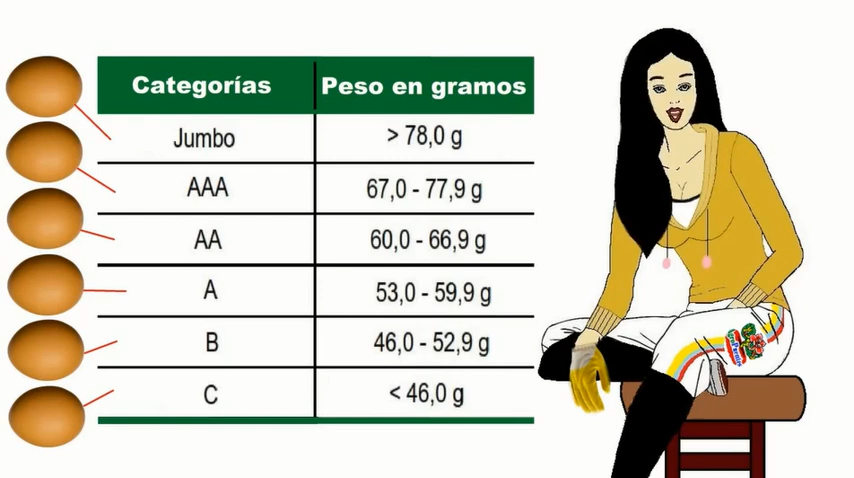 Categorías Peso en gramos
Jumbo > 78,0 g
AAA 67,0 - 77,9 g
AA 60,0 - 66,9 g
A 53,0 - 59,9 g
B 46,0 - 52,9 g
C < 46,0 g